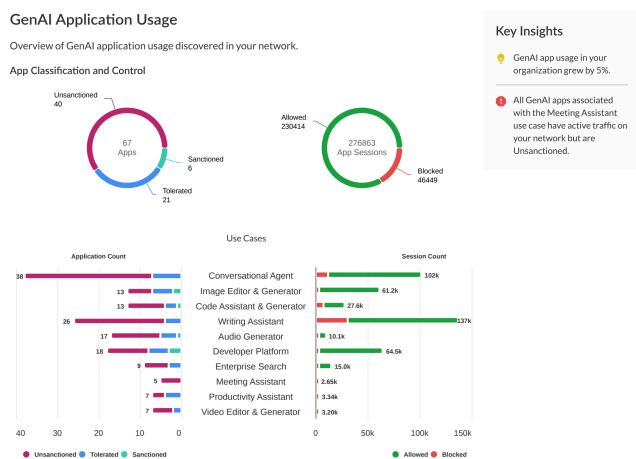 GenAI Application Usage
Overview of GenAI application usage discovered in your network.
App Classification and Control
Unsanctioned
40
67
Apps
Sanctioned
6
Tolerated
21
Allowed
230414
276863
App Sessions
Blocked
46449
Key Insights
GenAI app usage in your
organization grew by 5%.
All GenAI apps associated
with the Meeting Assistant
use case have active traffic on
your network but are
Unsanctioned.
Use Cases
Application Count
Session Count
38 Conversational Agent 102k
13 Image Editor & Generator 61.2k
13 Code Assistant & Generator 27.6k
26 Writing Assistant 137k
17 Audio Generator 10.1k
18 Developer Platform 64.5k
9 Enterprise Search 15.0k
5 Meeting Assistant 2.65k
7 Productivity Assistant 3.34k
7 Video Editor & Generator 3.20k
40 30 20 10 0
0 50k 100k 150k
Unsanctioned Tolerated Sanctioned
Allowed Blocked